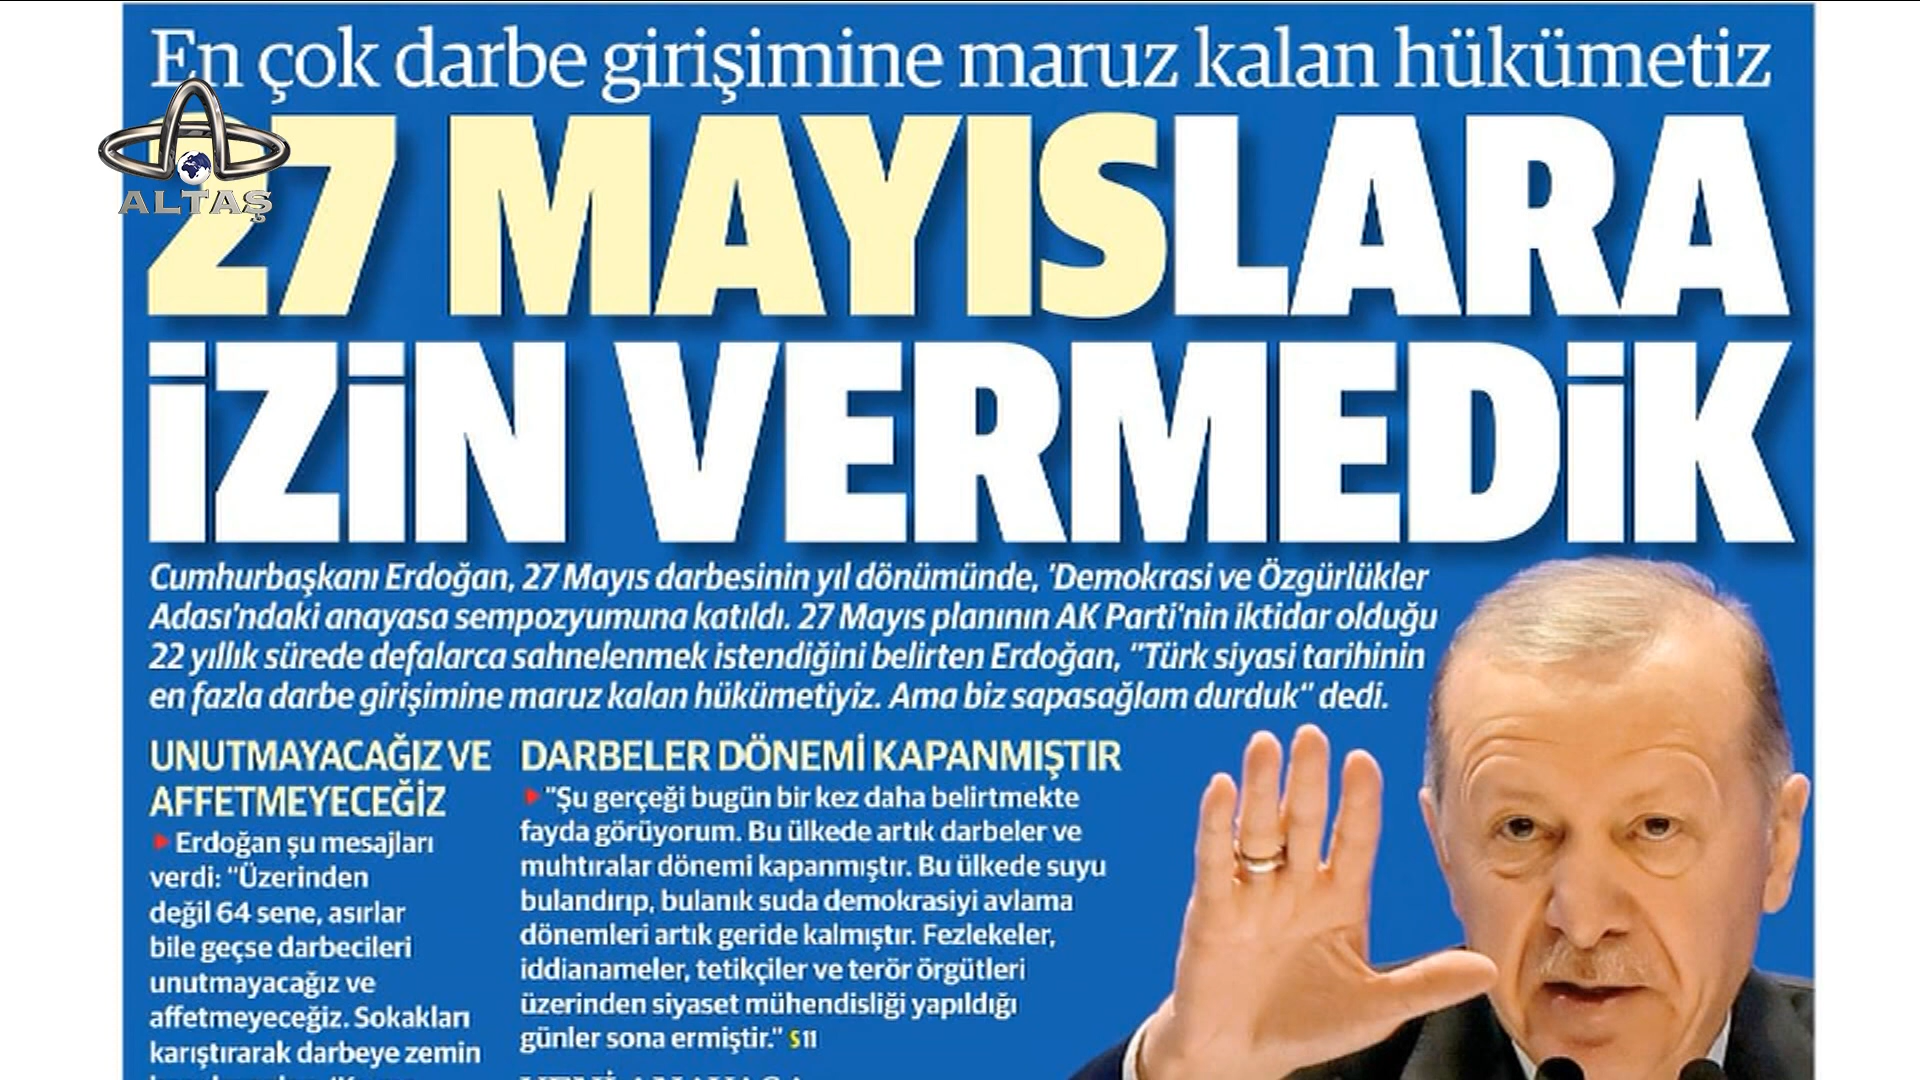 En çok darbe girişimine maruz kalan hükümetiz
ALTAŞ
27 MAYISLARA
İZİN VERMEDİK
Cumhurbaşkanı Erdoğan, 27 Mayıs darbesinin yıl dönümünde, 'Demokrasi ve Özgürlükler
Adası'ndaki anayasa sempozyumuna katıldı. 27 Mayıs planının AK Parti'nin iktidar olduğu
22 yıllık sürede defalarca sahnelenmek istendiğini belirten Erdoğan, "Türk siyasi tarihinin
en fazla darbe girişimine maruz kalan hükümetiyiz. Ama biz sapasağlam durduk" dedi.
UNUTMAYACAĞIZ VE
AFFETMEYECEĞİZ
Erdoğan şu mesajları
verdi: "Üzerinden
değil 64 sene, asırlar
bile geçse darbecileri
unutmayacağız ve
affetmeyeceğiz. Sokakları
karıştırarak darbeye zemin
DARBELER DÖNEMİ KAPANMIŞTIR
"Şu gerçeği bugün bir kez daha belirtmekte
fayda görüyorum. Bu ülkede artık darbeler ve
muhtıralar dönemi kapanmıştır. Bu ülkede suyu
bulandırıp, bulanık suda demokrasiyi avlama
dönemleri artık geride kalmıştır. Fezlekeler,
iddianameler, tetikçiler ve terör örgütleri
üzerinden siyaset mühendisliği yapıldığı
günler sona ermiştir." S11